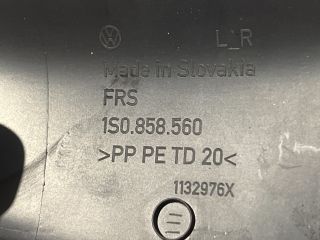 L_R
Made in Slovakia
FRS
1S0.858.560
>PP PE TD 20<
1132976X